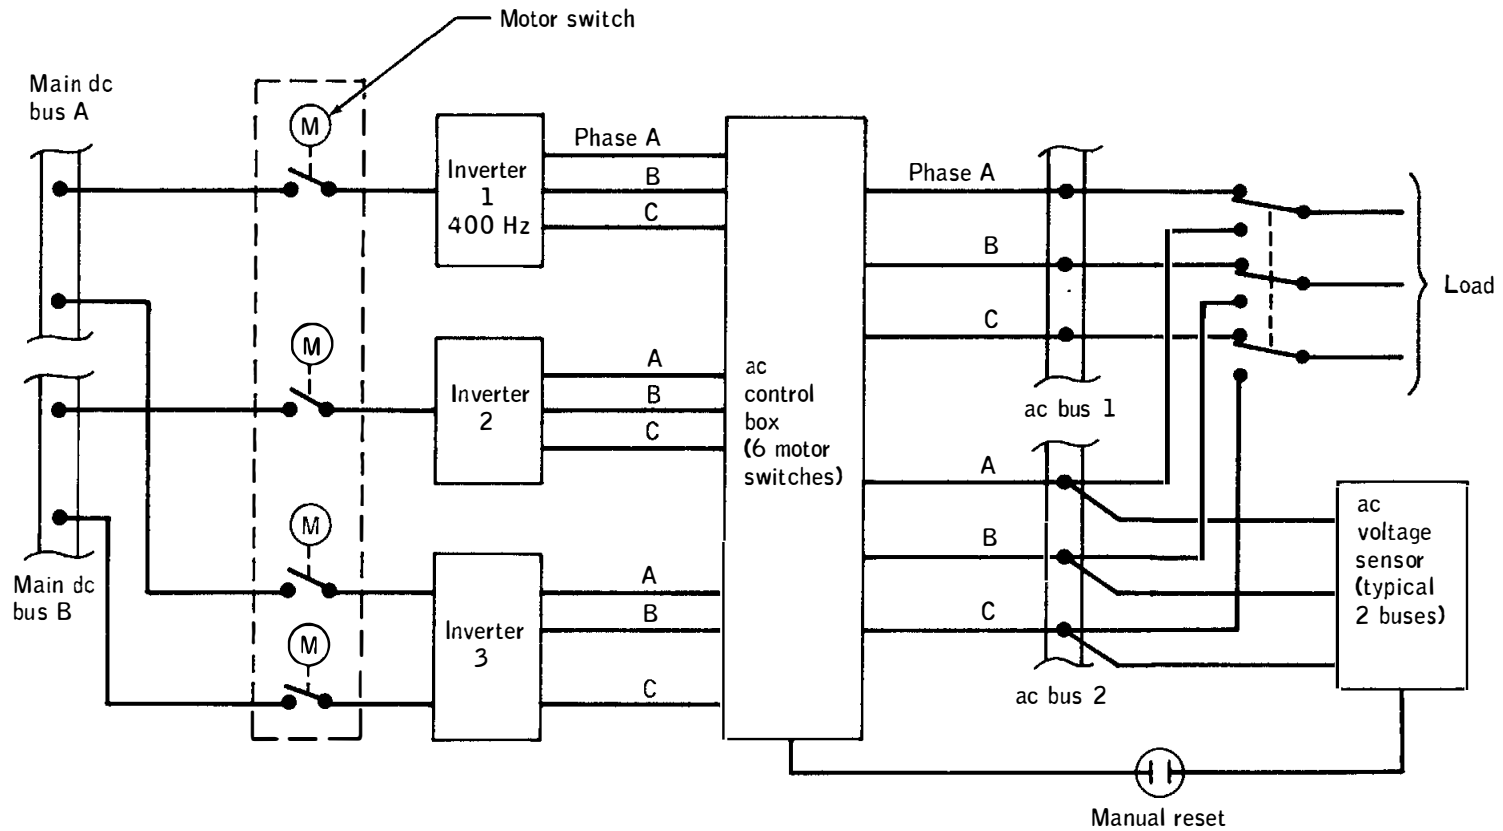 Motor switch
Main dc
bus A
M
Inverter
1
400 Hz
Phase A
B
C
Phase A
B
C
Load
M
Inverter
2
A
B
C
ac
control
box
(6 motor
switches)
ac bus 1
Main dc
bus B
M
M
Inverter
3
A
B
C
A
B
C
ac bus 2
ac
voltage
sensor
(typical
2 buses)
Manual reset